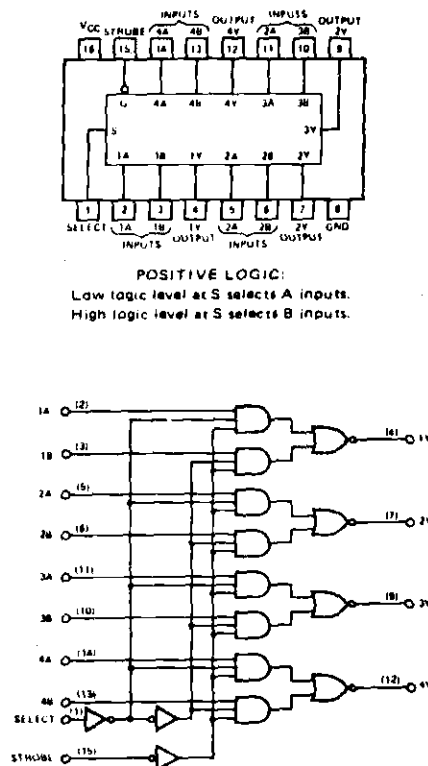 INPUTS OUTPUT INPUSS OUTPUT
VCC STROBE 4A 4B 4Y 2A 3B 2Y
16 15 1A 13 12 11 10 9
G 4A 4B 4Y 3A 3B
S 3Y
1A 1B 1Y 2A 2B 2Y
1 2 3 4 5 6 7 8
SELECT 1A 1B 1Y 2A 2B 2Y GND
INPUTS OUTPUT INPUTS OUTPUT
POSITIVE LOGIC:
Low logic level at S selects A inputs.
High logic level at S selects B inputs.
1A (2)
(4) 1Y
1B (3)
2A (5)
(7) 2Y
2B (6)
3A (11)
(9) 3Y
3B (10)
4A (1A)
(12) 4Y
4B (13)
SELECT (1)
STROBE (15)